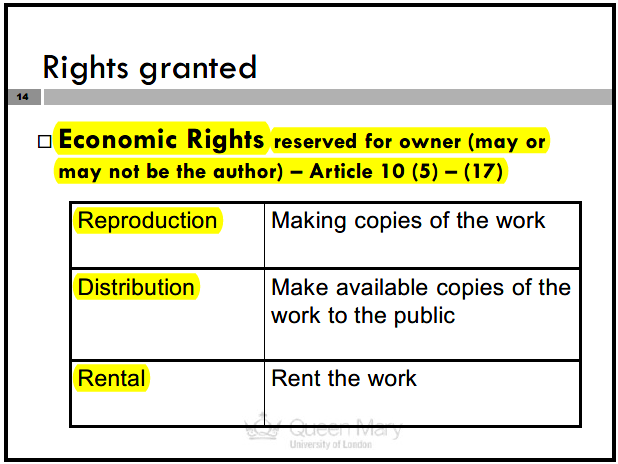 Rights granted
14
Economic Rights reserved for owner (may or
may not be the author) – Article 10 (5) – (17)
Reproduction
Making copies of the work
Distribution
Make available copies of the
work to the public
Rental
Rent the work
Queen Mary
University of London